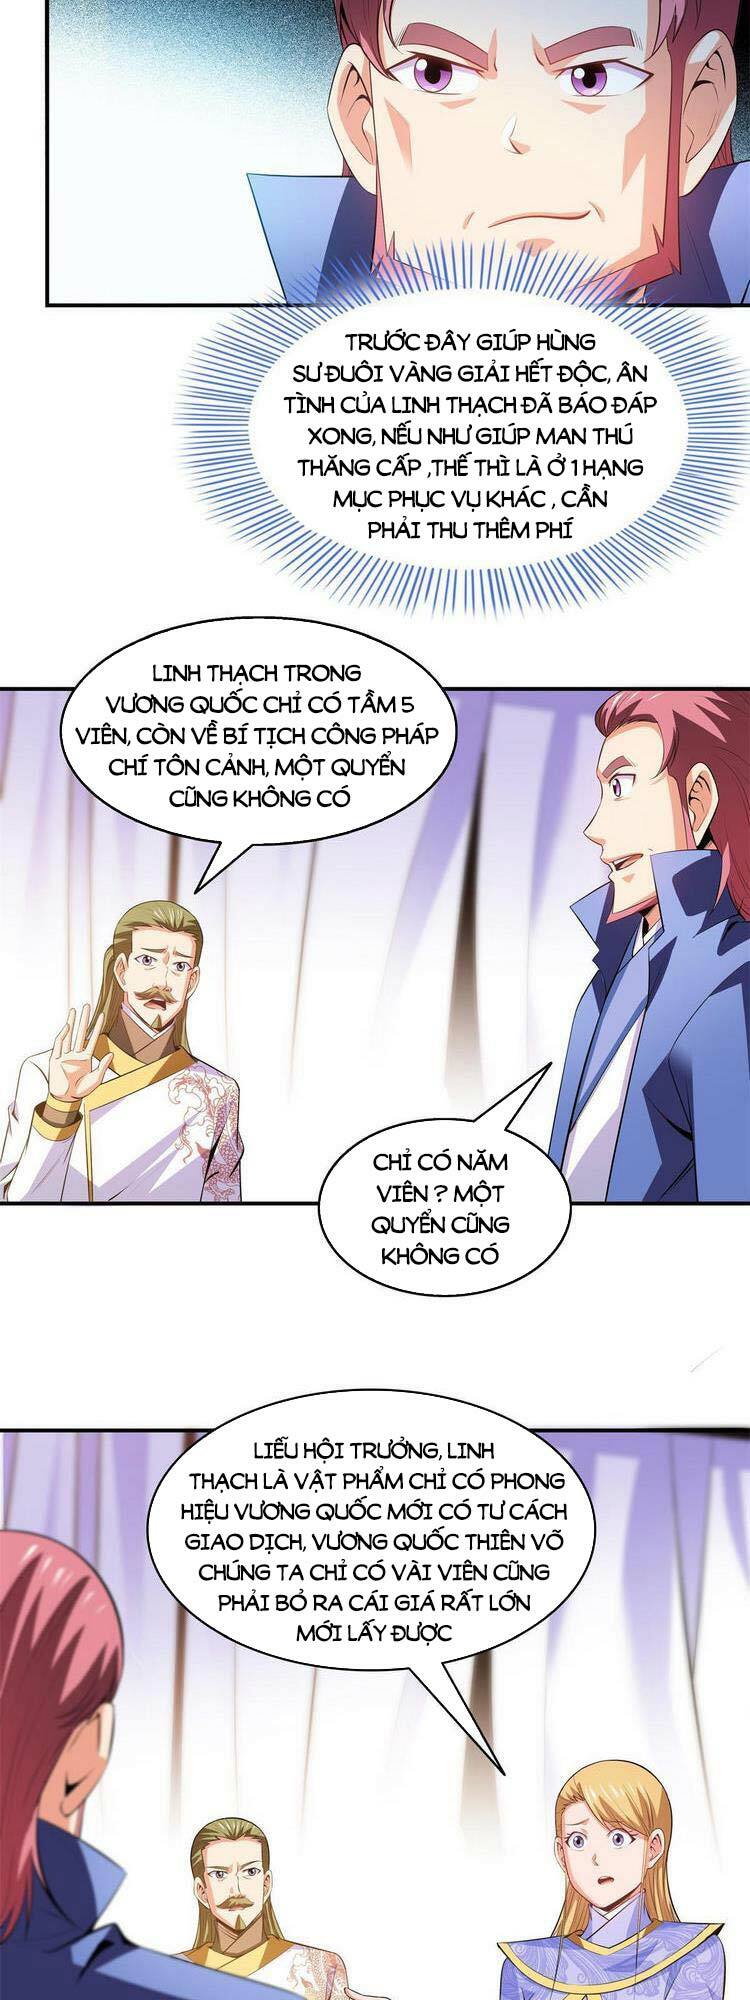 TRƯỚC ĐÂY GIÚP HÙNG
SƯ ĐUÔI VÀNG GIẢI HẾT ĐỘC, ÂN
TÌNH CỦA LINH THẠCH ĐÃ BÁO ĐÁP
XONG, NẾU NHƯ GIÚP MAN THÚ
THĂNG CẤP ,THẾ THÌ LÀ Ở 1 HẠNG
MỤC PHỤC VỤ KHÁC , CẦN
PHẢI THU THÊM PHÍ
LINH THẠCH TRONG
VƯƠNG QUỐC CHỈ CÓ TẦM 5
VIÊN, CÒN VỀ BÍ TỊCH CÔNG PHÁP
CHÍ TÔN CẢNH, MỘT QUYỂN
CŨNG KHÔNG CÓ
CHỈ CÓ NĂM
VIÊN ? MỘT
QUYỂN CŨNG
KHÔNG CÓ
LIỄU HỘI TRƯỞNG, LINH
THẠCH LÀ VẬT PHẨM CHỈ CÓ PHONG
HIỆU VƯƠNG QUỐC MỚI CÓ TƯ CÁCH
GIAO DỊCH, VƯƠNG QUỐC THIÊN VÕ
CHÚNG TA CHỈ CÓ VÀI VIÊN CŨNG
PHẢI BỎ RA CÁI GIÁ RẤT LỚN
MỚI LẤY ĐƯỢC